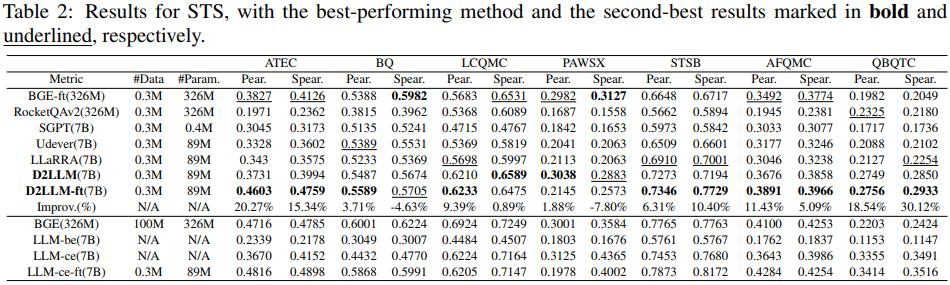 Table 2: Results for STS, with the best-performing method and the second-best results marked in bold and
underlined, respectively.
ATEC BQ LCQMC PAWSX STSB AFQMC QBQTC
Metric #Data #Param. Pear. Spear. Pear. Spear. Pear. Spear. Pear. Spear. Pear. Spear. Pear. Spear. Pear. Spear.
BGE-ft(326M) 0.3M 326M 0.3827 0.4126 0.5388 0.5982 0.5683 0.6531 0.2982 0.3127 0.6648 0.6717 0.3492 0.3774 0.1982 0.2049
RocketQAv2(326M) 0.3M 326M 0.1971 0.2362 0.3815 0.3962 0.5368 0.6089 0.1687 0.1558 0.5662 0.5894 0.1945 0.2381 0.2325 0.2180
SGPT(7B) 0.3M 0.4M 0.3045 0.3173 0.5135 0.5241 0.4715 0.4767 0.1842 0.1653 0.5973 0.5842 0.3033 0.3077 0.1717 0.1736
Udever(7B) 0.3M 89M 0.3328 0.3602 0.5389 0.5531 0.5369 0.5819 0.2041 0.2063 0.6509 0.6601 0.3177 0.3246 0.2088 0.2102
LLaRRA(7B) 0.3M 89M 0.343 0.3575 0.5233 0.5369 0.5698 0.5997 0.2113 0.2063 0.6910 0.7001 0.3046 0.3238 0.2127 0.2254
D2LLM(7B) 0.3M 89M 0.3731 0.3994 0.5487 0.5674 0.6210 0.6589 0.3038 0.2883 0.7273 0.7194 0.3676 0.3858 0.2749 0.2850
D2LLM-ft(7B) 0.3M 89M 0.4603 0.4759 0.5589 0.5705 0.6233 0.6475 0.2145 0.2573 0.7346 0.7729 0.3891 0.3966 0.2756 0.2933
Improv.(%) N/A N/A 20.27% 15.34% 3.71% -4.63% 9.39% 0.89% 1.88% -7.80% 6.31% 10.40% 11.43% 5.09% 18.54% 30.12%
BGE(326M) 100M 326M 0.4716 0.4785 0.6001 0.6224 0.6924 0.7249 0.3001 0.3584 0.7765 0.7763 0.4100 0.4253 0.2203 0.2424
LLM-be(7B) N/A N/A 0.2339 0.2178 0.3049 0.3007 0.4484 0.4507 0.1803 0.1676 0.5761 0.5767 0.1762 0.1837 0.1153 0.1147
LLM-ce(7B) N/A N/A 0.3670 0.4152 0.4432 0.4770 0.6224 0.7164 0.3125 0.4365 0.7453 0.7680 0.3643 0.3986 0.3355 0.3491
LLM-ce-ft(7B) 0.3M 89M 0.4816 0.4898 0.5868 0.5991 0.6205 0.7147 0.1978 0.4002 0.7873 0.8172 0.4284 0.4254 0.3414 0.3516